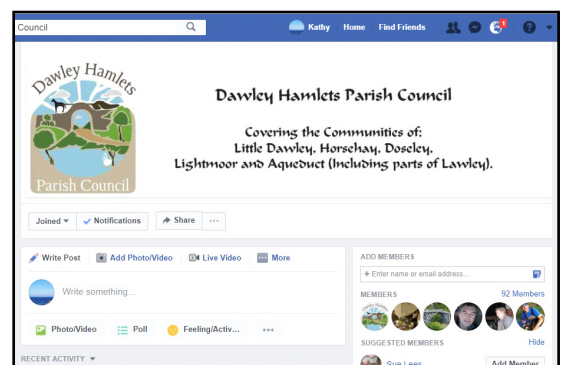 Council
Kathy Home Find Friends 1
Dawley Hamlets
Parish Council
Dawley Hamlets Parish Council
Covering the Communities of:
Little Dawley, Horsehay, Doseley,
Lightmoor and Aqueduct (Including parts of Lawley).
Joined Notifications Share ...
Write Post Add Photo/Video Live Video More
Write something...
Photo/Video Poll Feeling/Activ...
RECENT ACTIVITY
ADD MEMBERS
+ Enter name or email address...
MEMBERS 92 Members
SUGGESTED MEMBERS Hide
Sue Lees Add Member